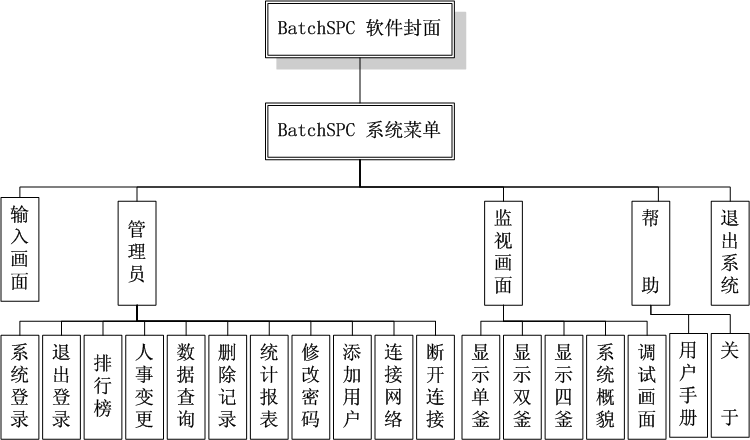 BatchSPC 软件封面
BatchSPC 系统菜单
输入画面
管理员
监视画面
帮助
退出系统
系统登录
退出登录
排行榜
人事变更
数据查询
删除记录
统计报表
修改密码
添加用户
连接网络
断开连接
显示单釜
显示双釜
显示四釜
系统概貌
调试画面
用户手册
关于